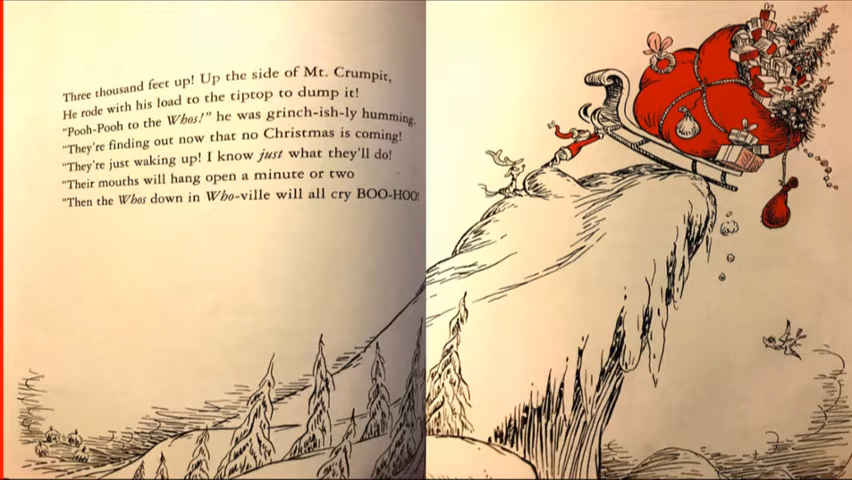 Three thousand feet up! Up the side of Mt. Crumpit,
He rode with his load to the tiptop to dump it!
"Pooh-Pooh to the Whos!" he was grinch-ish-ly humming.
"They're finding out now that no Christmas is coming!
"They're just waking up! I know just what they'll do!
"Their mouths will hang open a minute or two
"Then the Whos down in Who-ville will all cry BOO-HOO!